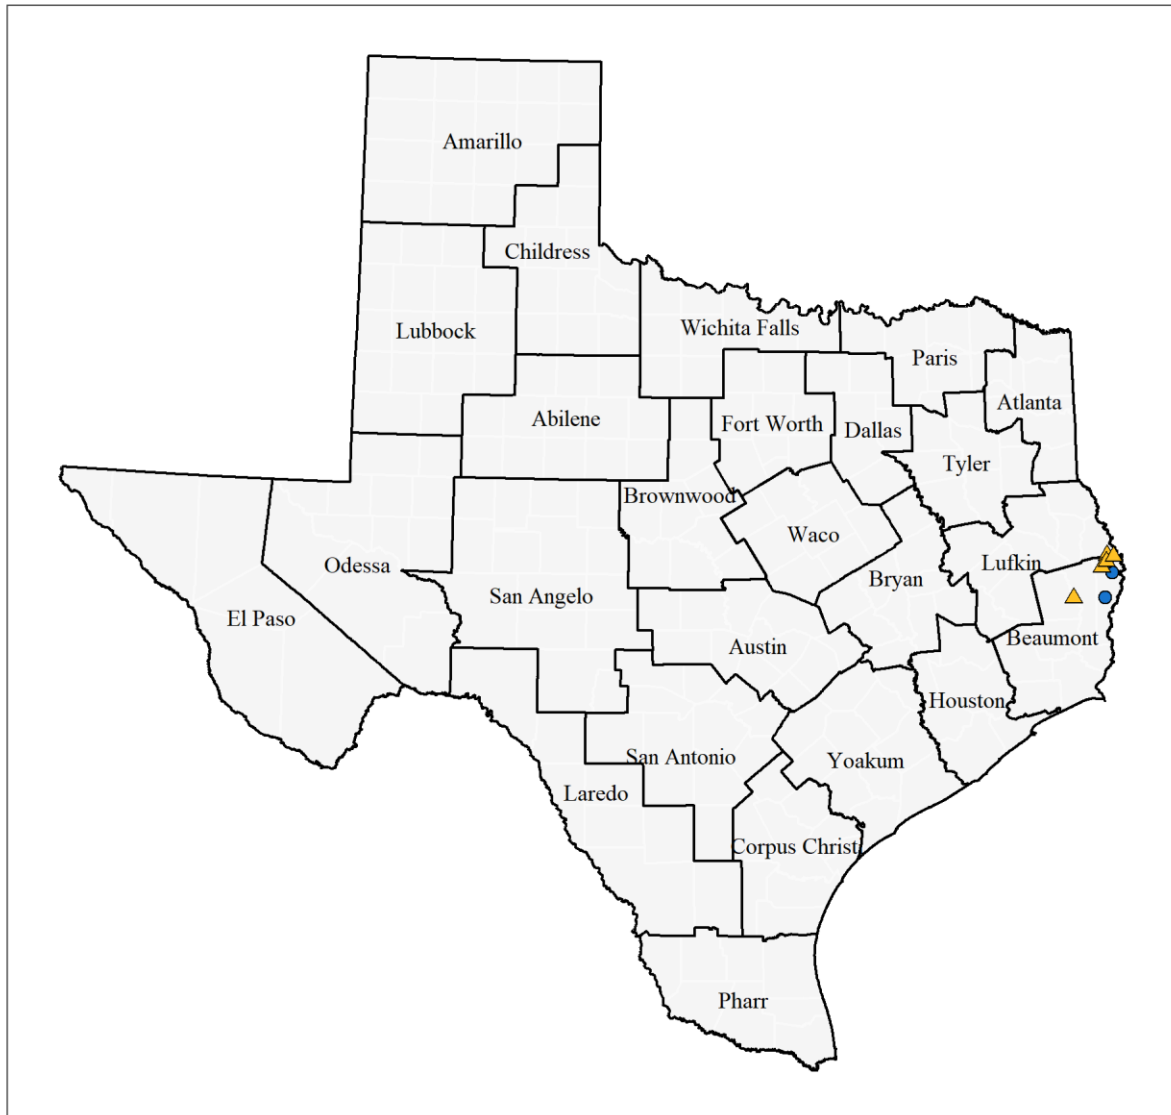 Amarillo
Childress
Lubbock
Wichita Falls
Paris
Atlanta
Abilene
Fort Worth
Dallas
Tyler
Brownwood
Waco
Odessa
Lufkin
Bryan
San Angelo
El Paso
Beaumont
Austin
Houston
San Antonio
Yoakum
Laredo
Corpus Christ
Pharr